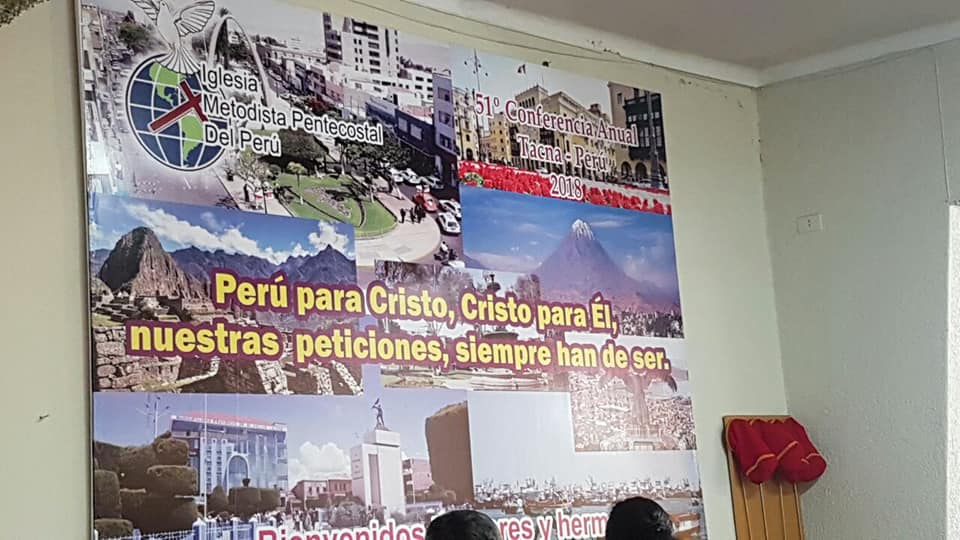 Iglesia
Metodista Pentecostal
Del Perú
51º Conferencia Anual
Tacna - Perú
2018
Perú para Cristo, Cristo para Él,
nuestras peticiones, siempre han de ser.
Bienvenidos y